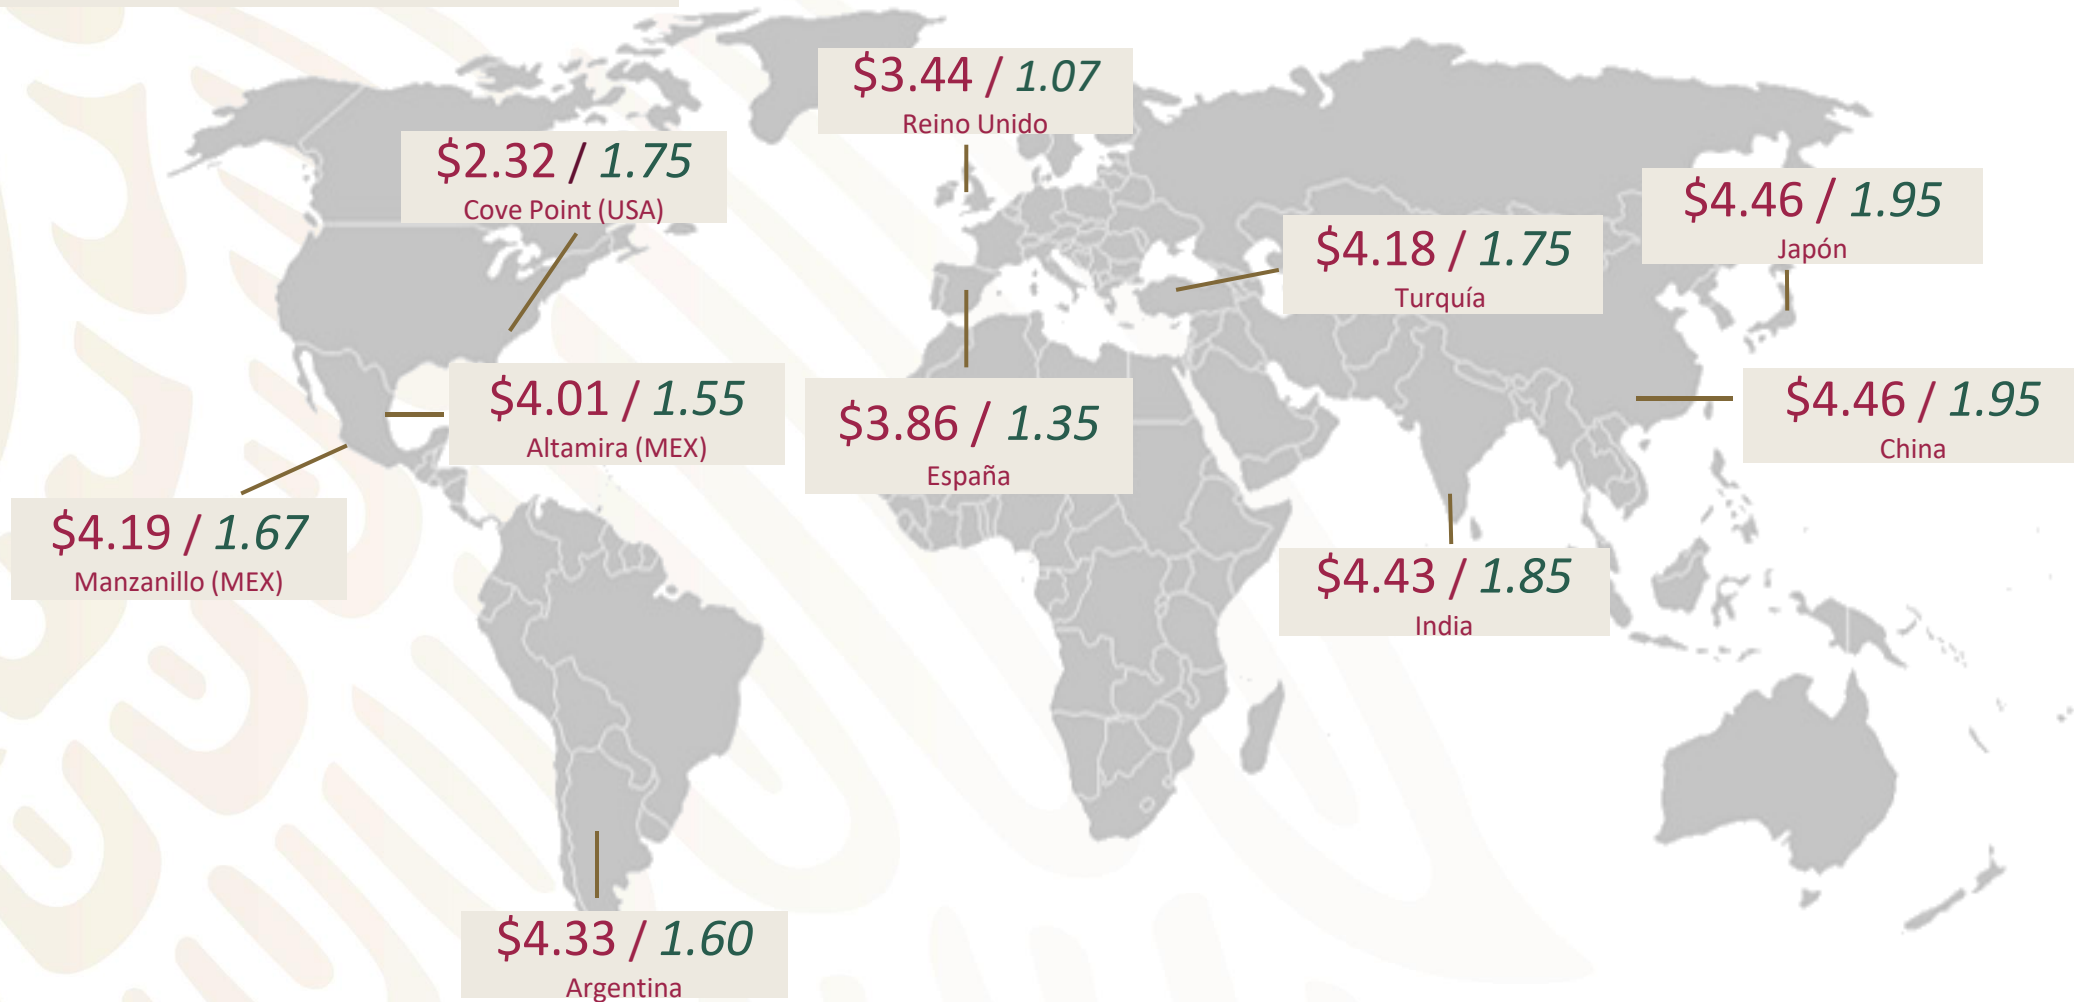 $3.44 / 1.07
Reino Unido
$2.32 / 1.75
Cove Point (USA)
$4.46 / 1.95
Japón
$4.18 / 1.75
Turquía
$4.01 / 1.55
Altamira (MEX)
$3.86 / 1.35
España
$4.46 / 1.95
China
$4.19 / 1.67
Manzanillo (MEX)
$4.43 / 1.85
India
$4.33 / 1.60
Argentina